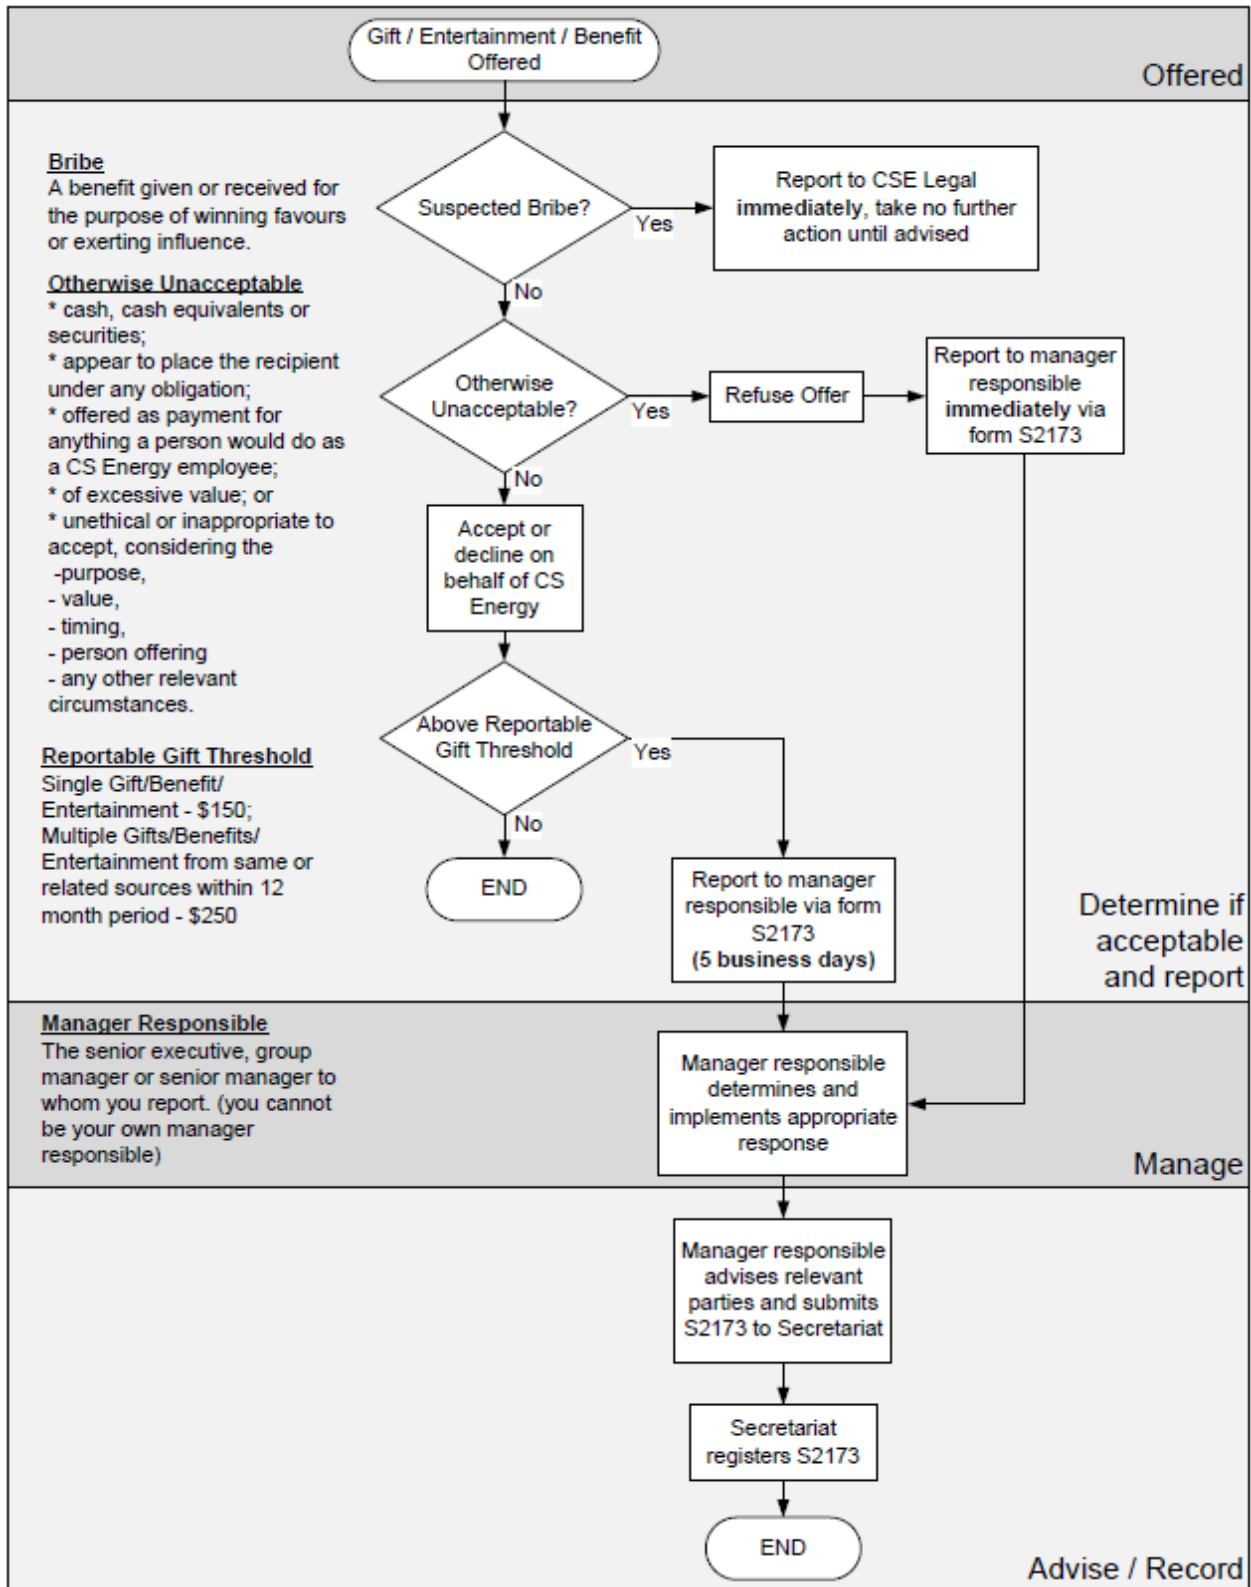 Gift / Entertainment / Benefit
Offered
Offered
Bribe
A benefit given or received for
the purpose of winning favours
or exerting influence.
Otherwise Unacceptable
* cash, cash equivalents or
securities;
* appear to place the recipient
under any obligation;
* offered as payment for
anything a person would do as
a CS Energy employee;
* of excessive value; or
* unethical or inappropriate to
accept, considering the
-purpose,
- value,
- timing,
- person offering
- any other relevant
circumstances.
Reportable Gift Threshold
Single Gift/Benefit/
Entertainment - $150;
Multiple Gifts/Benefits/
Entertainment from same or
related sources within 12
month period - $250
Suspected Bribe?
Yes
Report to CSE Legal
immediately, take no further
action until advised
No
Otherwise
Unacceptable?
Yes
Refuse Offer
Report to manager
responsible
immediately via
form S2173
No
Accept or
decline on
behalf of CS
Energy
Above Reportable
Gift Threshold
Yes
No
END
Report to manager
responsible via form
S2173
(5 business days)
Determine if
acceptable
and report
Manager Responsible
The senior executive, group
manager or senior manager to
whom you report. (you cannot
be your own manager
responsible)
Manager responsible
determines and
implements appropriate
response
Manage
Manager responsible
advises relevant
parties and submits
S2173 to Secretariat
Secretariat
registers S2173
END
Advise / Record